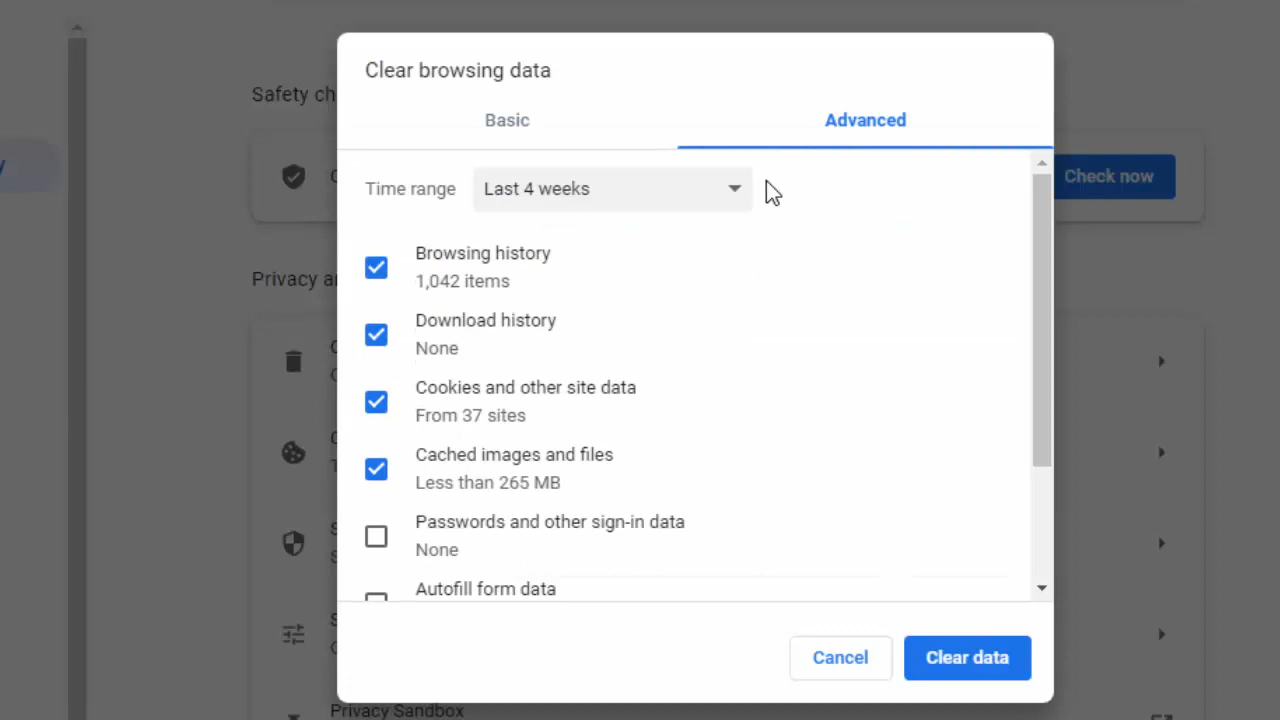 Clear browsing data
Safety ch
Basic
Advanced
Time range
Last 4 weeks
Check now
Browsing history
1,042 items
Privacy a
Download history
None
Cookies and other site data
From 37 sites
Cached images and files
Less than 265 MB
Passwords and other sign-in data
None
Autofill form data
Cancel
Clear data
Privacy Sandbox